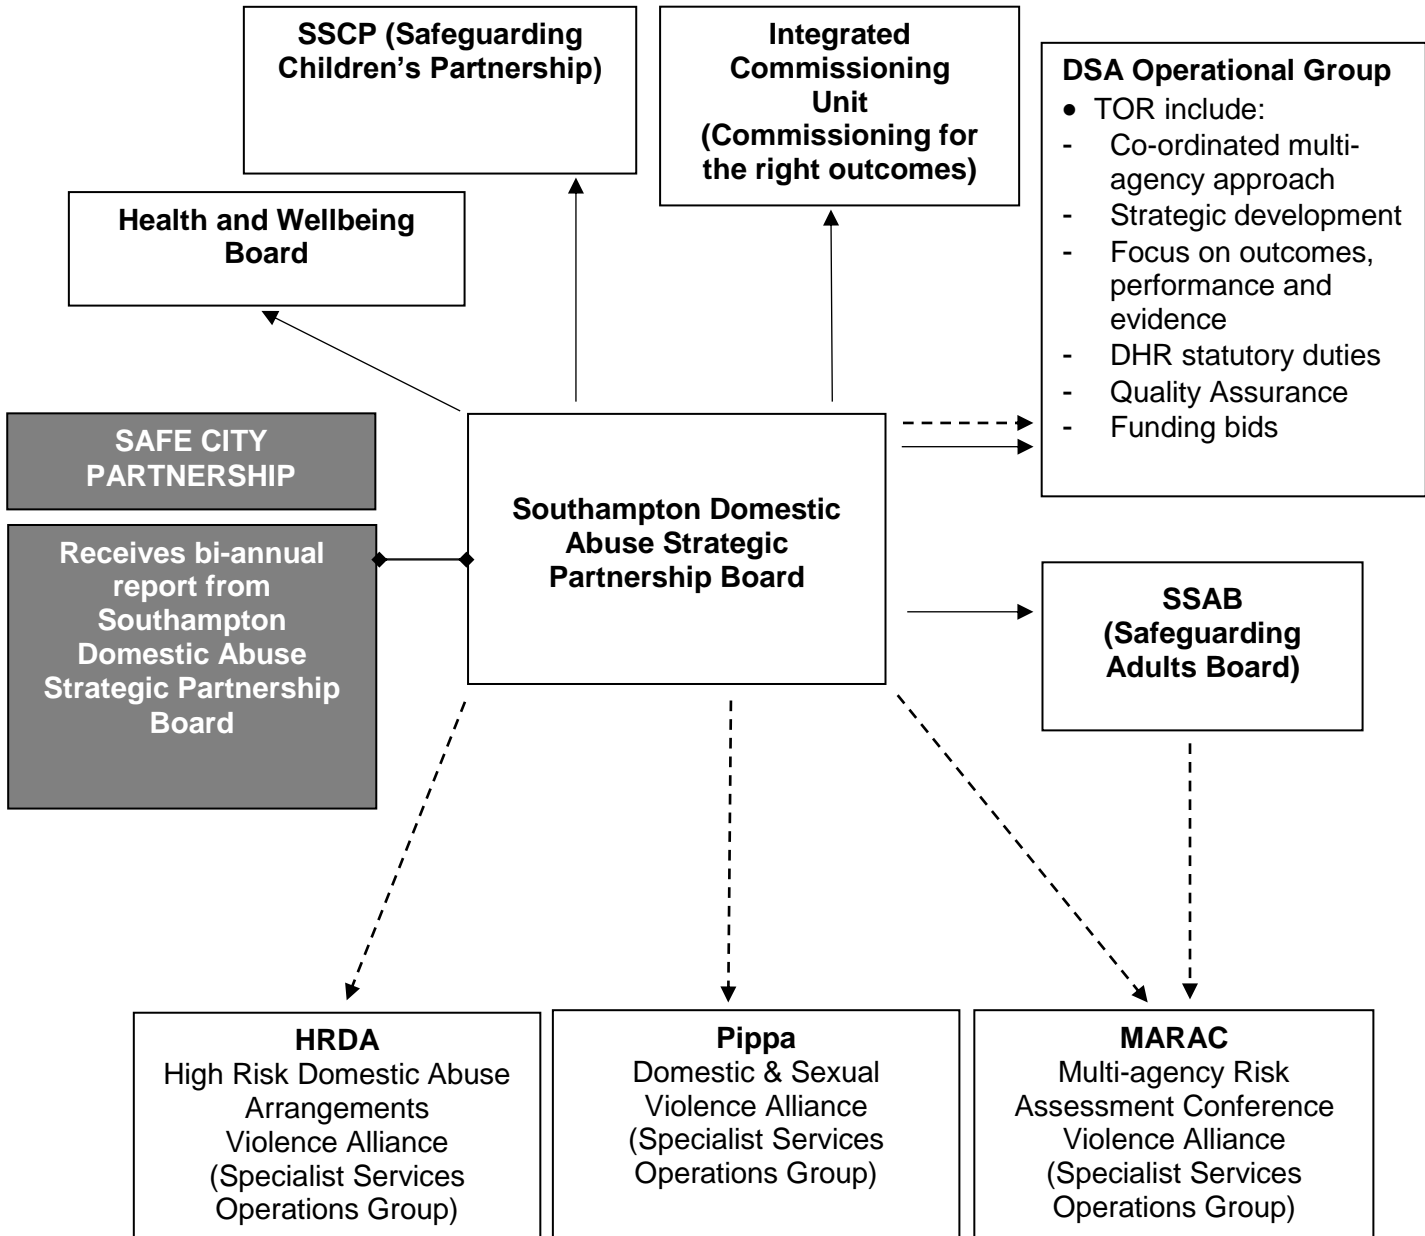 SSCP (Safeguarding
Children’s Partnership)
Integrated
Commissioning
Unit
(Commissioning for
the right outcomes)
DSA Operational Group
• TOR include:
- Co-ordinated multi-
agency approach
- Strategic development
- Focus on outcomes,
performance and
evidence
- DHR statutory duties
- Quality Assurance
- Funding bids
Health and Wellbeing
Board
SAFE CITY
PARTNERSHIP
Receives bi-annual
report from
Southampton
Domestic Abuse
Strategic Partnership
Board
Southampton Domestic
Abuse Strategic
Partnership Board
SSAB
(Safeguarding
Adults Board)
HRDA
High Risk Domestic Abuse
Arrangements
Violence Alliance
(Specialist Services
Operations Group)
Pippa
Domestic & Sexual
Violence Alliance
(Specialist Services
Operations Group)
MARAC
Multi-agency Risk
Assessment Conference
Violence Alliance
(Specialist Services
Operations Group)